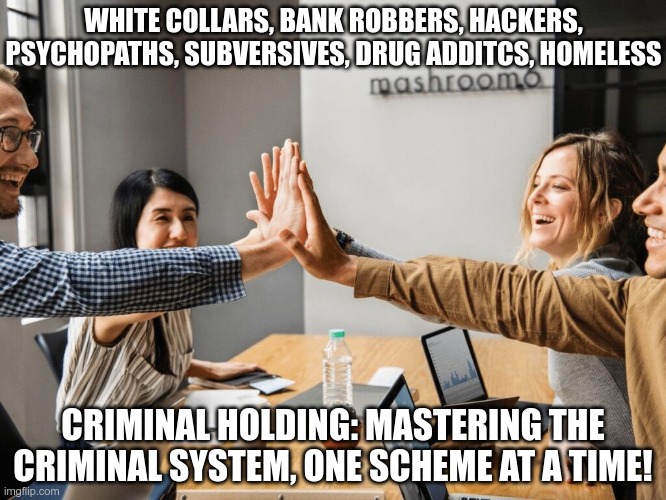 WHITE COLLARS, BANK ROBBERS, HACKERS,
PSYCHOPATHS, SUBVERSIVES, DRUG ADDITCS, HOMELESS
mashroom6
CRIMINAL HOLDING: MASTERING THE
CRIMINAL SYSTEM, ONE SCHEME AT A TIME!
imgflip.com